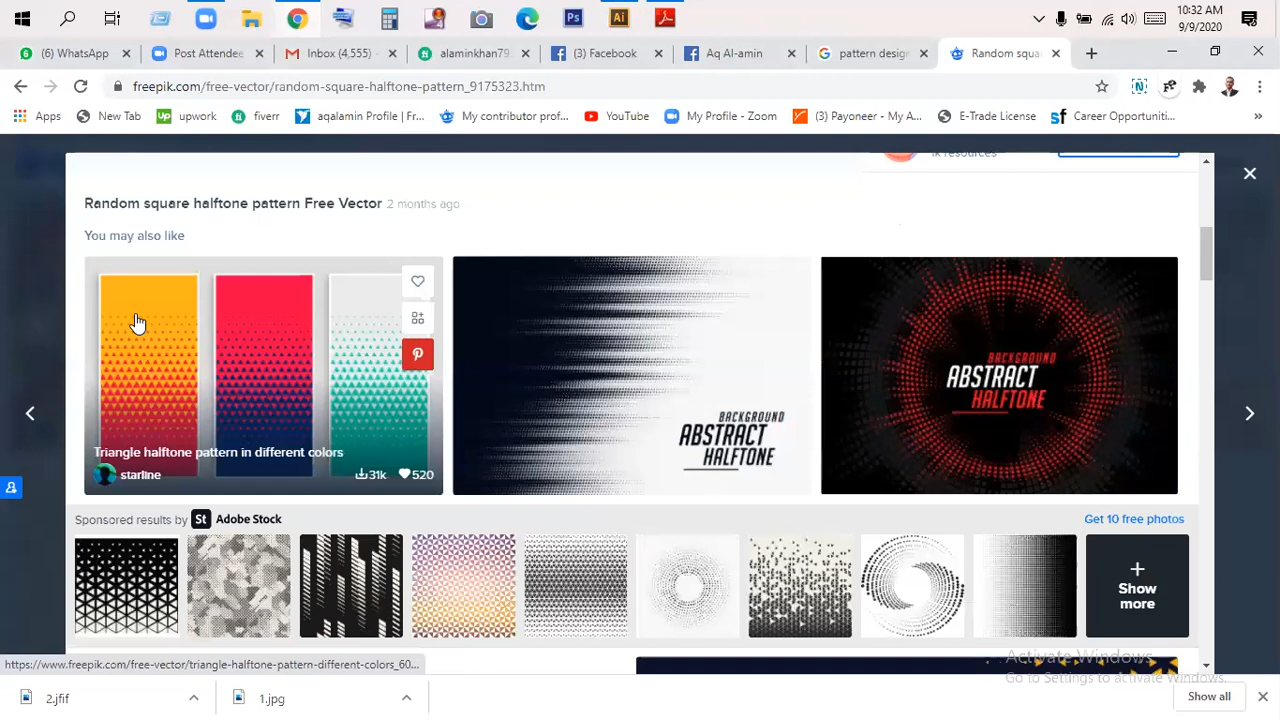 10:32 AM
9/9/2020
(6) WhatsApp
Post Attendee
Inbox (4,555)
alaminkhan79
(3) Facebook
Aq Al-amin
pattern desig
Random squa
freepik.com/free-vector/random-square-halftone-pattern_9175323.htm
Apps
New Tab
upwork
fiverr
aqalamin Profile | Fr...
My contributor prof...
YouTube
My Profile - Zoom
(3) Payoneer - My A...
E-Trade License
Career Opportuniti...
1k resources
Random square halftone pattern Free Vector 2 months ago
You may also like
Triangle halftone pattern in different colors
starline
31k
520
BACKGROUND
ABSTRACT
HALFTONE
BACKGROUND
ABSTRACT
HALFTONE
Sponsored results by St Adobe Stock
Get 10 free photos
+
Show
more
https://www.freepik.com/free-vector/triangle-halftone-pattern-different-colors_60...
Activate Windows
Go to Settings to activate Windows.
2.jfif
1.jpg
Show all